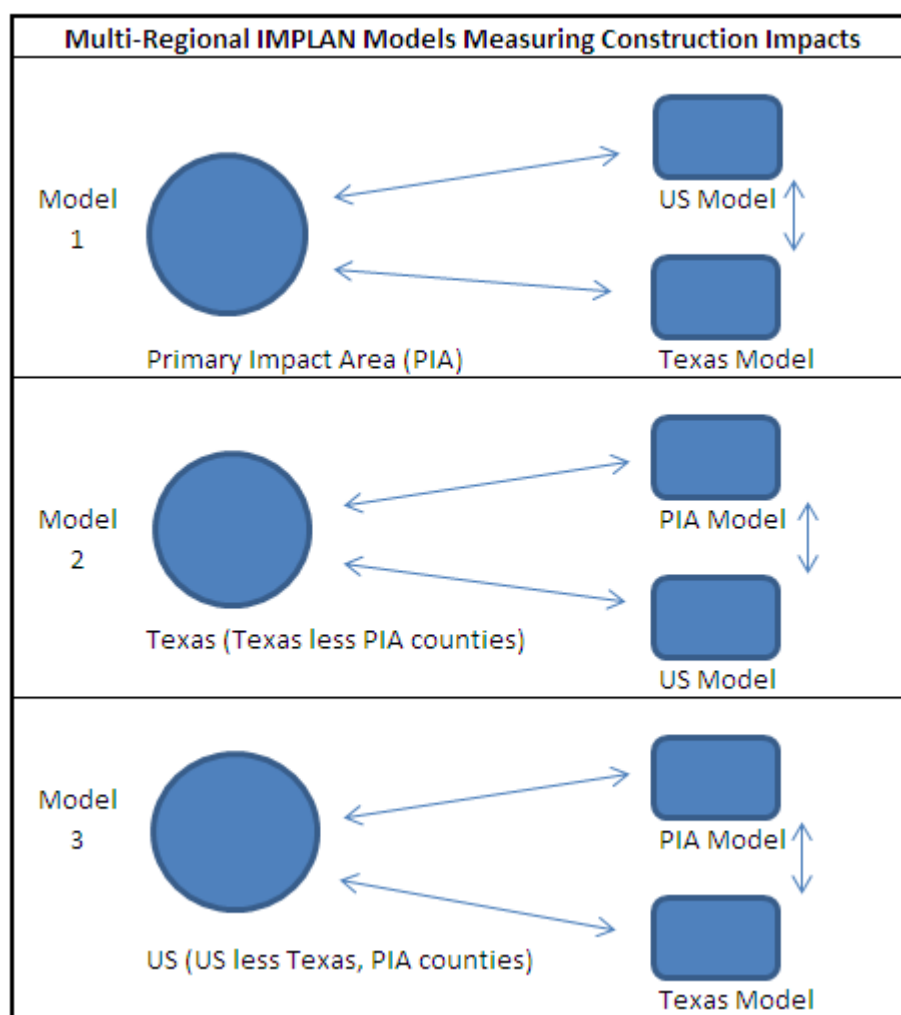 Multi-Regional IMPLAN Models Measuring Construction Impacts
Model
1
US Model
Primary Impact Area (PIA)
Texas Model
Model
2
PIA Model
Texas (Texas less PIA counties)
US Model
Model
3
PIA Model
US (US less Texas, PIA counties)
Texas Model